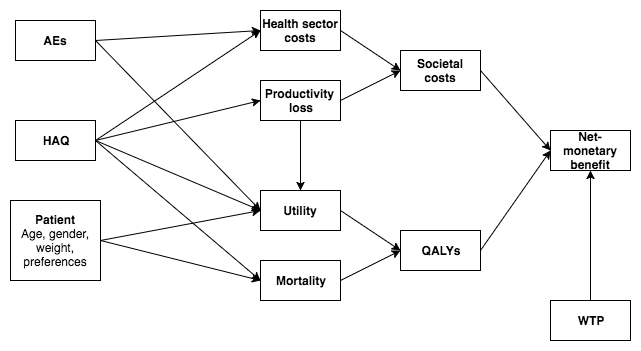 AEs
HAQ
Patient
Age, gender,
weight,
preferences
Health sector
costs
Productivity
loss
Utility
Mortality
Societal
costs
QALYs
Net-
monetary
benefit
WTP